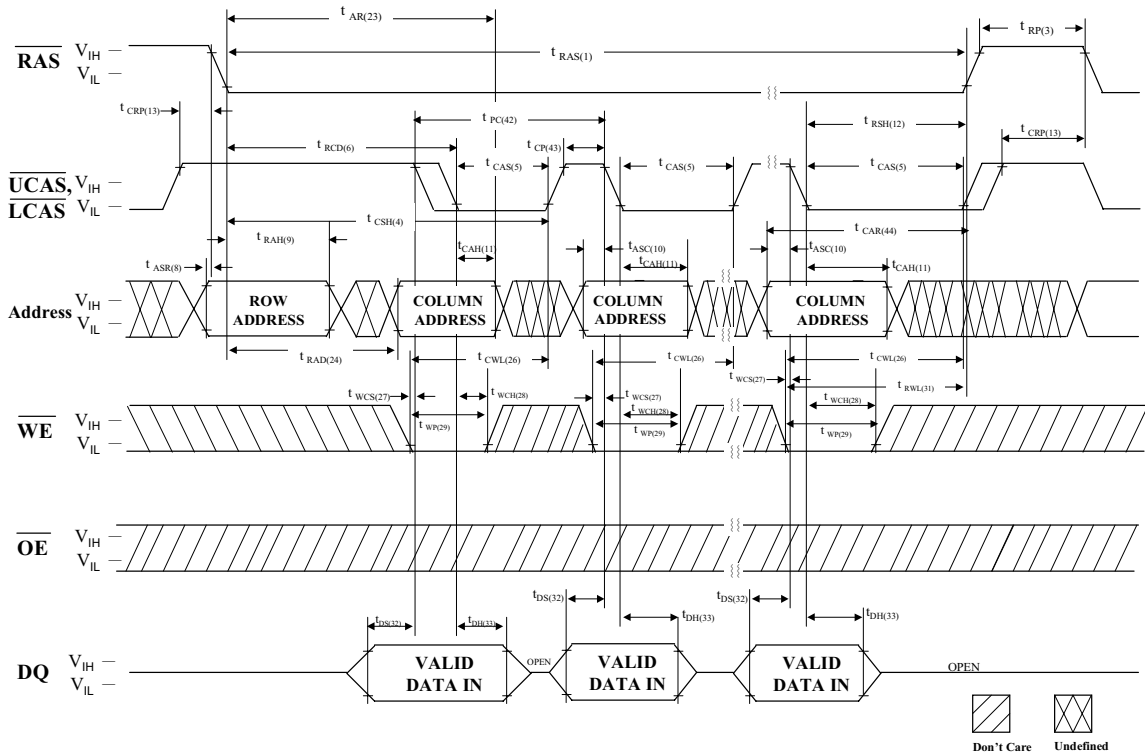 t AR(23)
t RP(3)
RAS
V IH
V IL
t RAS(1)
t CRP(13)
t PC(42)
t RSH(12)
t RCD(6)
t CP(43)
t CRP(13)
t CAS(5)
t CAS(5)
t CAS(5)
UCAS,
LCAS
V IH
V IL
t CSH(4)
t CAR(44)
t RAH(9)
t CAH(11)
t ASC(10)
t ASC(10)
t ASR(8)
t CAH(11)
t CAH(11)
Address
V IH
V IL
ROW
ADDRESS
COLUMN
ADDRESS
COLUMN
ADDRESS
COLUMN
ADDRESS
t RAD(24)
t CWL(26)
t CWL(26)
t CWL(26)
t WCS(27)
t WCH(28)
t WCS(27)
t WCS(27)
t RWL(31)
t WCH(28)
t WCH(28)
WE
V IH
V IL
t WP(29)
t WP(29)
t WP(29)
OE
V IH
V IL
t DS(32)
t DH(33)
t DS(32)
t DH(33)
t DS(32)
t DH(33)
DQ
V IH
V IL
VALID
DATA IN
OPEN
VALID
DATA IN
VALID
DATA IN
OPEN
Don't Care
Undefined